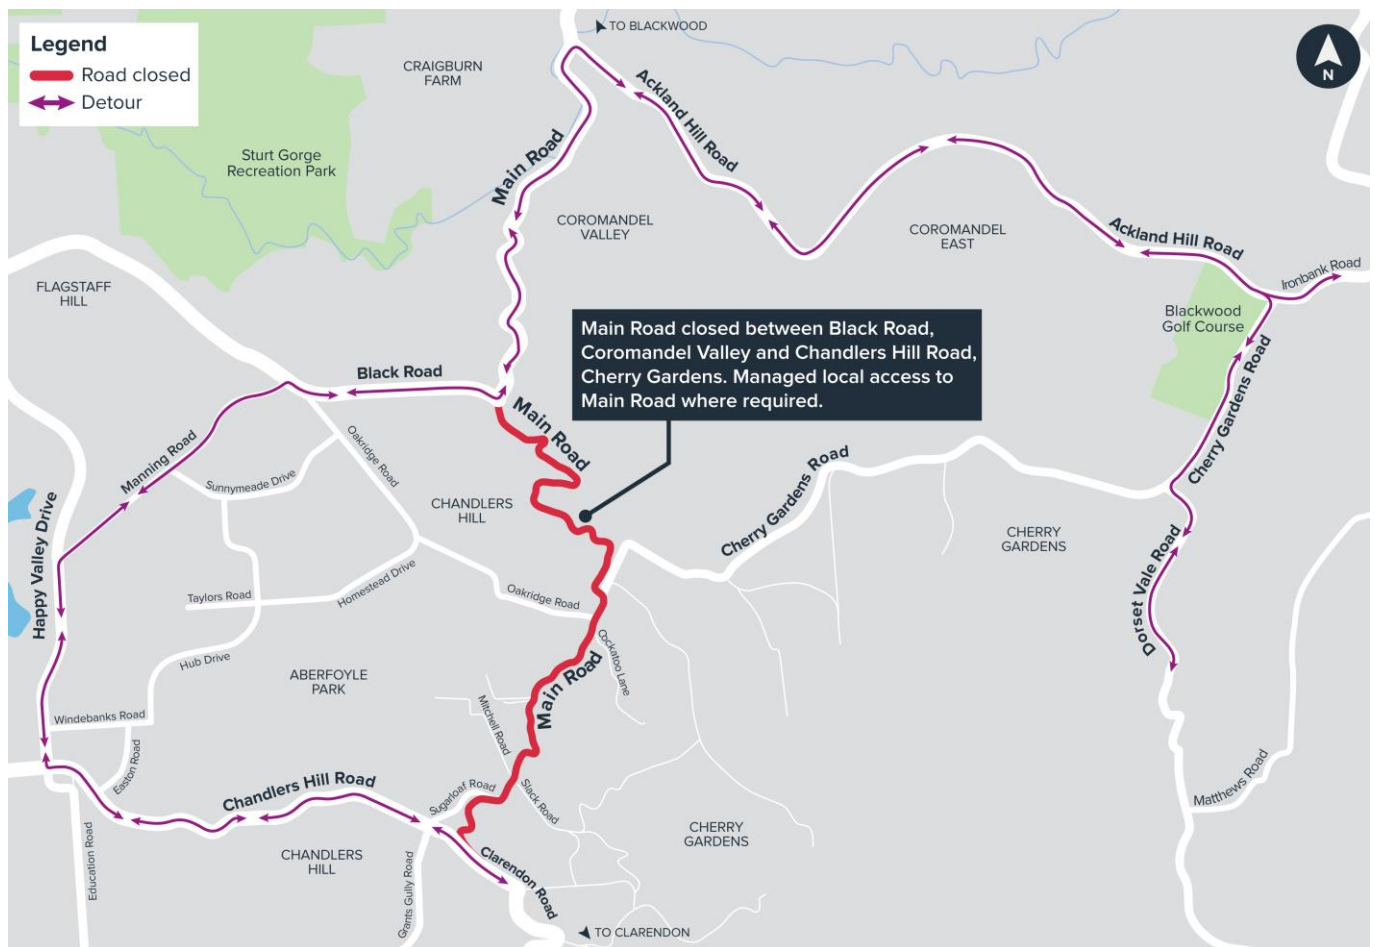 Legend
Road closed
Detour
TO BLACKWOOD
N
CRAIGBURN
FARM
Ackland Hill Road
Sturt Gorge
Recreation Park
Main Road
COROMANDEL
VALLEY
COROMANDEL
EAST
Ackland Hill Road
Ironbank Road
FLAGSTAFF
HILL
Blackwood
Golf Course
Main Road closed between Black Road,
Coromandel Valley and Chandlers Hill Road,
Cherry Gardens. Managed local access to
Main Road where required.
Black Road
Main Road
Cherry Gardens Road
Manning Road
Oakridge Road
Sunnymeade Drive
CHANDLERS
HILL
Cherry Gardens Road
CHERRY
GARDENS
Happy Valley Drive
Dorset Vale Road
Taylors Road
Homestead Drive
Oakridge Road
Cockatoo Lane
Hub Drive
ABERFOYLE
PARK
Main Road
Mitchell Road
Windebanks Road
Easton Road
Chandlers Hill Road
Sugarloaf Road
Slack Road
Matthews Road
CHERRY
GARDENS
Education Road
CHANDLERS
HILL
Grants Gully Road
Clarendon Road
TO CLARENDON